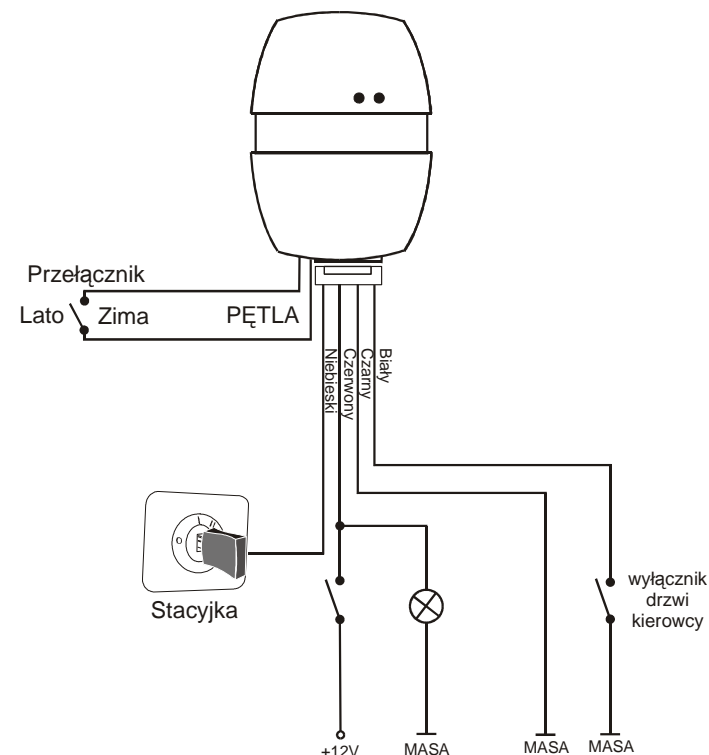 Przełącznik
Lato
Zima
PĘTLA
Niebieski
Czerwony
Czarny
Biały
Stacyjka
wyłącznik
drzwi
kierowcy
+12V
MASA
MASA
MASA